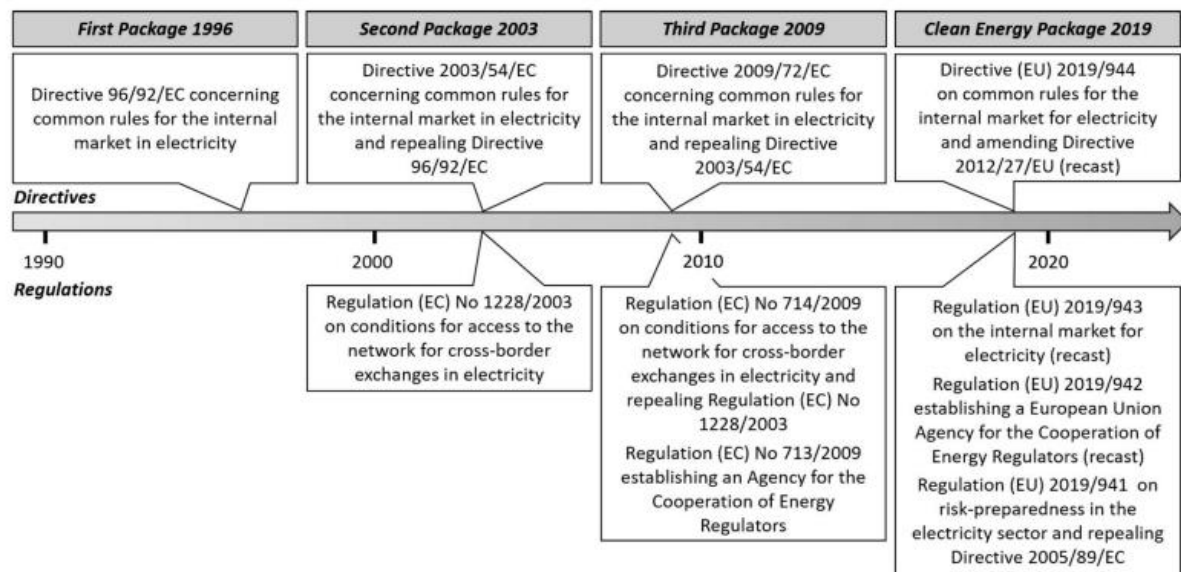 First Package 1996
Second Package 2003
Third Package 2009
Clean Energy Package 2019
Directive 96/92/EC concerning
common rules for the internal
market in electricity
Directive 2003/54/EC
concerning common rules for
the internal market in electricity
and repealing Directive
96/92/EC
Directive 2009/72/EC
concerning common rules for
the internal market in electricity
and repealing Directive
2003/54/EC
Directive (EU) 2019/944
on common rules for the
internal market for electricity
and amending Directive
2012/27/EU (recast)
Directives
1990
2000
2010
2020
Regulations
Regulation (EC) No 1228/2003
on conditions for access to the
network for cross-border
exchanges in electricity
Regulation (EC) No 714/2009
on conditions for access to the
network for cross-border
exchanges in electricity and
repealing Regulation (EC) No
1228/2003
Regulation (EC) No 713/2009
establishing an Agency for the
Cooperation of Energy
Regulators
Regulation (EU) 2019/943
on the internal market for
electricity (recast)
Regulation (EU) 2019/942
establishing a European Union
Agency for the Cooperation of
Energy Regulators (recast)
Regulation (EU) 2019/941 on
risk-preparedness in the
electricity sector and repealing
Directive 2005/89/EC